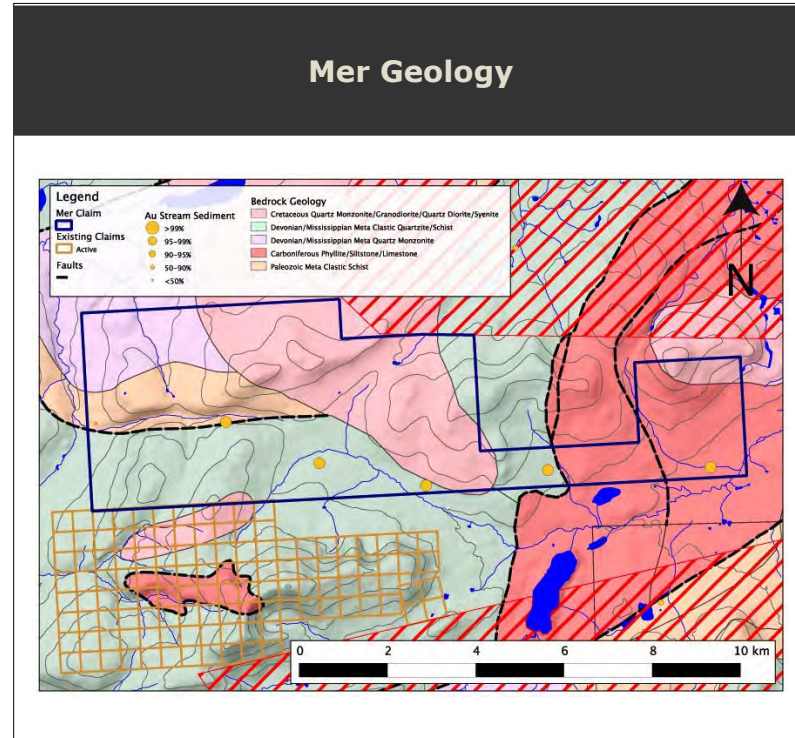 Mer Geology
Legend
Mer Claim
Existing Claims
Active
Faults
Au Stream Sediment
>99%
95-99%
90-95%
50-90%
<50%
Bedrock Geology
Cretaceous Quartz Monzonite/Granodiorite/Quartz Diorite/Syenite
Devonian/Mississippian Meta Clastic Quartzite/Schist
Devonian/Mississippian Meta Quartz Monzonite
Carboniferous Phyllite/Siltstone/Limestone
Paleozoic Meta Clastic Schist
N
0 2 4 6 8 10 km